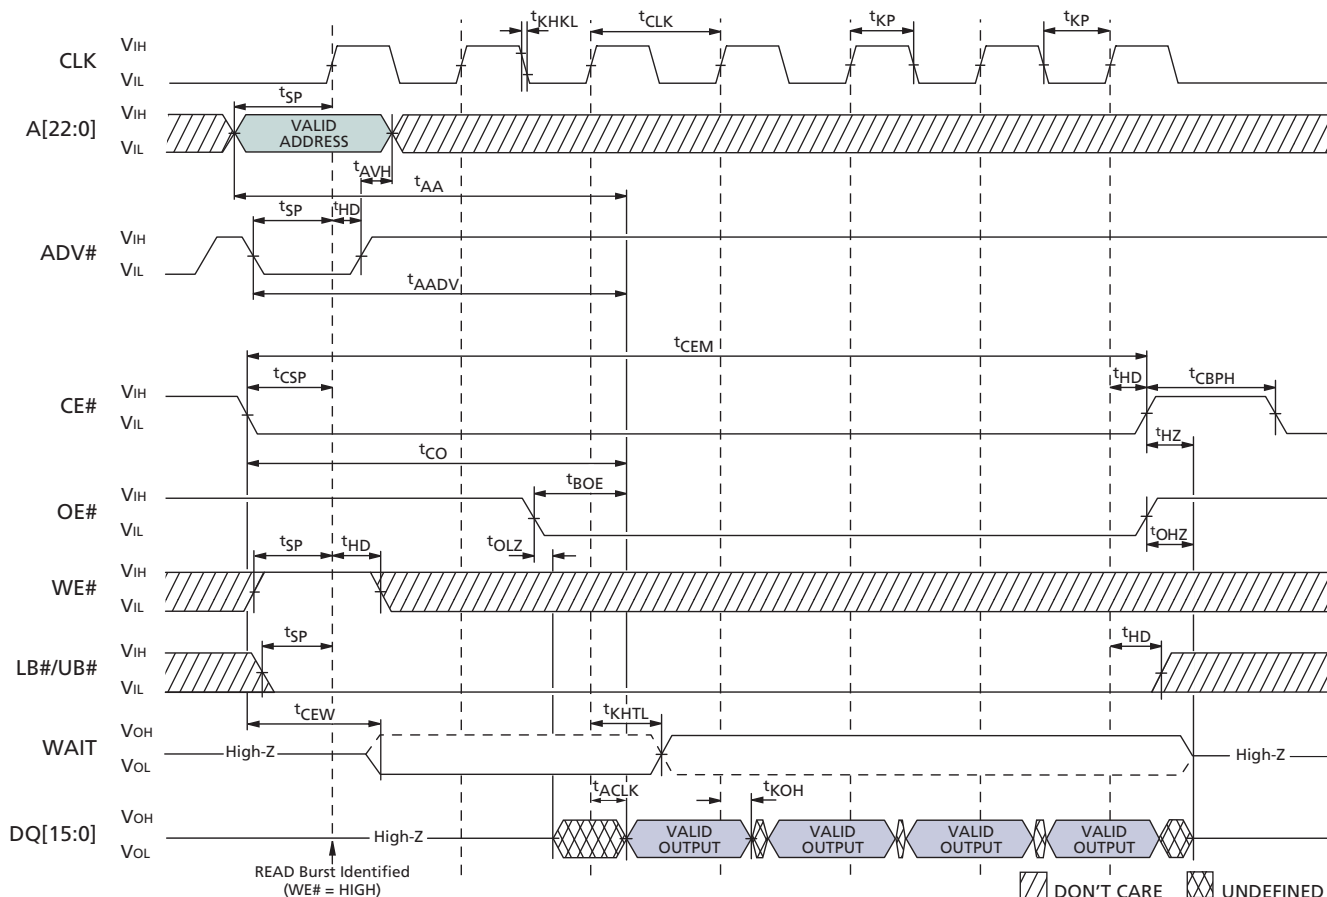 tKHKL tCLK tKP tKP
CLK VIH
VIL
tSP
A[22:0] VIH
VIL
VALID
ADDRESS
tAVH
tAA
tSP tHD
ADV# VIH
VIL
tAADV
tCEM
tCSP tHD tCBPH
CE# VIH
VIL
tHZ
tCO
tBOE
OE# VIH
VIL
tOLZ tOHZ
tSP tHD
WE# VIH
VIL
tSP tHD
LB#/UB# VIH
VIL
tCEW tKHTL
WAIT VOH
VOL
High-Z High-Z
tACLK tKOH
DQ[15:0] VOH
VOL
High-Z
VALID
OUTPUT
VALID
OUTPUT
VALID
OUTPUT
VALID
OUTPUT
READ Burst Identified
(WE# = HIGH)
DON'T CARE UNDEFINED